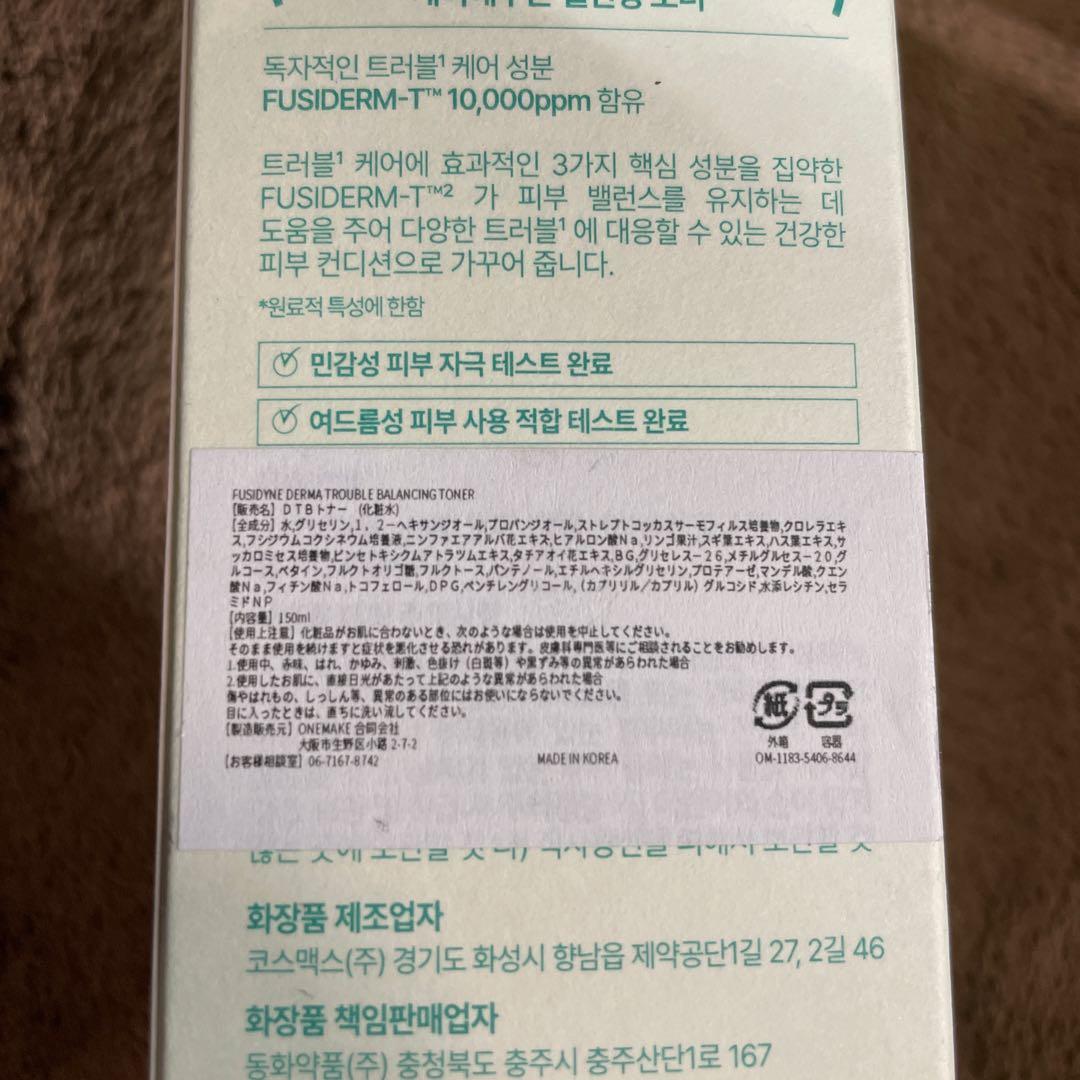 독자적인 트러블¹ 케어 성분
FUSIDERM-T™ 10,000ppm 함유
트러블¹ 케어에 효과적인 3가지 핵심 성분을 집약한
FUSIDERM-T™² 가 피부 밸런스를 유지하는 데
도움을 주어 다양한 트러블¹ 에 대응할 수 있는 건강한
피부 컨디션으로 가꾸어 줍니다.
*원료적 특성에 한함
민감성 피부 자극 테스트 완료
여드름성 피부 사용 적합 테스트 완료
FUSIDYNE DERMA TROUBLE BALANCING TONER
[販売名] DTBトナー (化粧水)
[全成分] 水,グリセリン,1,2-ヘキサンジオール,プロパンジオール,ストレプトコッカスサーモフィルス培養物,クロレラエキ
ス,フシジウムコクシネウム培養液,ニンファエアアルバ花エキス,ヒアルロン酸Na,リンゴ果汁,スギ葉エキス,ハス葉エキス,サ
ッカロミセス培養物,ビンセトキシクムアトラツムエキス,タチアオイ花エキス,BG,グリセレス-26,メチルグルセス-20,グ
ルコース,ベタイン,フルクトオリゴ糖,フルクトース,パンテノール,エチルヘキシルグリセリン,プロテアーゼ,マンデル酸,クエン
酸Na,フィチン酸Na,トコフェロール,DPG,ペンチレングリコール,(カプリリル/カプリル)グルコシド,水添レシチン,セラ
ミドNP
[内容量] 150ml
[使用上注意] 化粧品がお肌に合わないとき、次のような場合は使用を中止してください。
そのまま使用を続けますと症状を悪化させる恐れがあります。皮膚科専門医等にご相談されることをお勧めします。
1.使用中、赤味、はれ、かゆみ、刺激、色抜け(白斑等)や黒ずみ等の異常があらわれた場合
2.使用したお肌に、直接日光があたって上記のような異常があらわれた場合
傷やはれもの、しっしん等、異常のある部位にはお使いにならないでください。
目に入ったときは、直ちに洗い流してください。
[製造販売元] ONEMAKE 合同会社
大阪市生野区小路 2-7-2
[お客様相談室] 06-7167-8742
MADE IN KOREA
紙 プラ
外箱 容器
OM-1183-5406-8644
화장품 제조업자
코스맥스(주) 경기도 화성시 향남읍 제약공단1길 27, 2길 46
화장품 책임판매업자
동화약품(주) 충청북도 충주시 충주산단1로 167